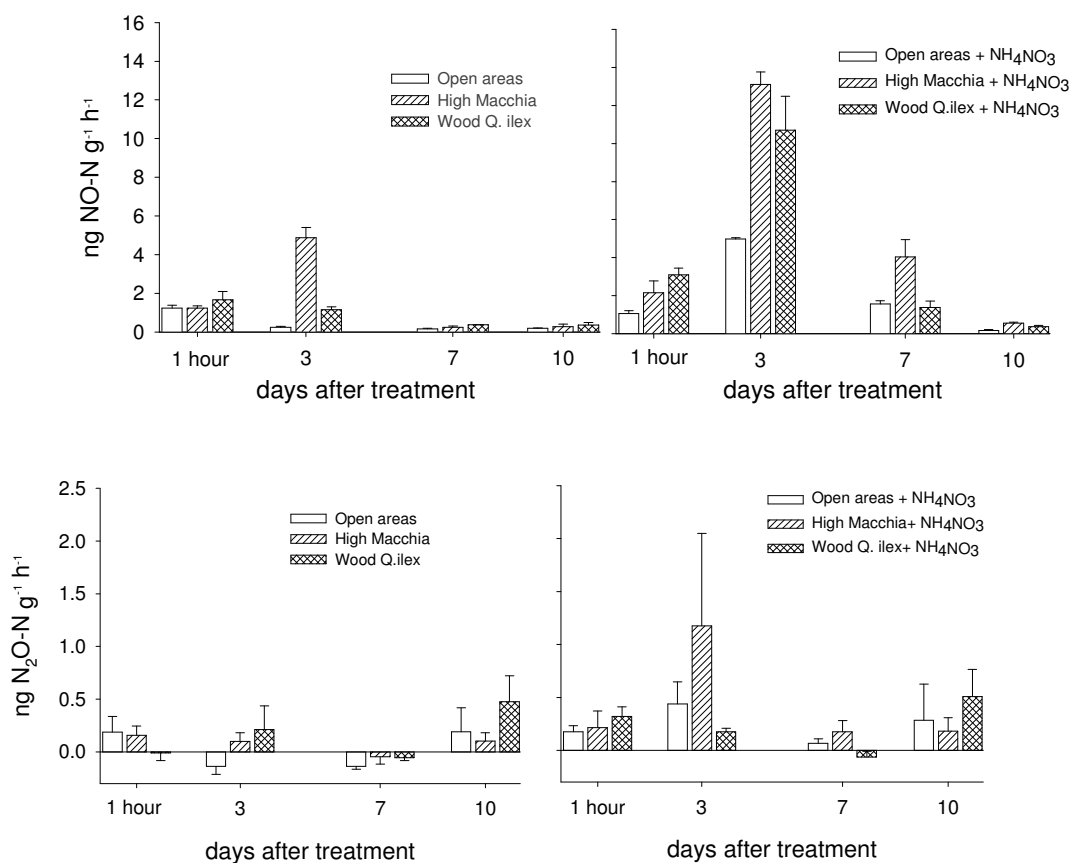 16
14
12
10
8
6
4
2
0
ng NO-N g⁻¹ h⁻¹
Open areas
High Macchia
Wood Q. ilex
1 hour 3 7 10
days after treatment
Open areas + NH₄NO₃
High Macchia + NH₄NO₃
Wood Q.ilex + NH₄NO₃
1 hour 3 7 10
days after treatment
2.5
2.0
1.5
1.0
0.5
0.0
ng N₂O-N g⁻¹ h⁻¹
Open areas
High Macchia
Wood Q.ilex
1 hour 3 7 10
days after treatment
Open areas + NH₄NO₃
High Macchia+ NH₄NO₃
Wood Q. ilex+ NH₄NO₃
1 hour 3 7 10
days after treatment